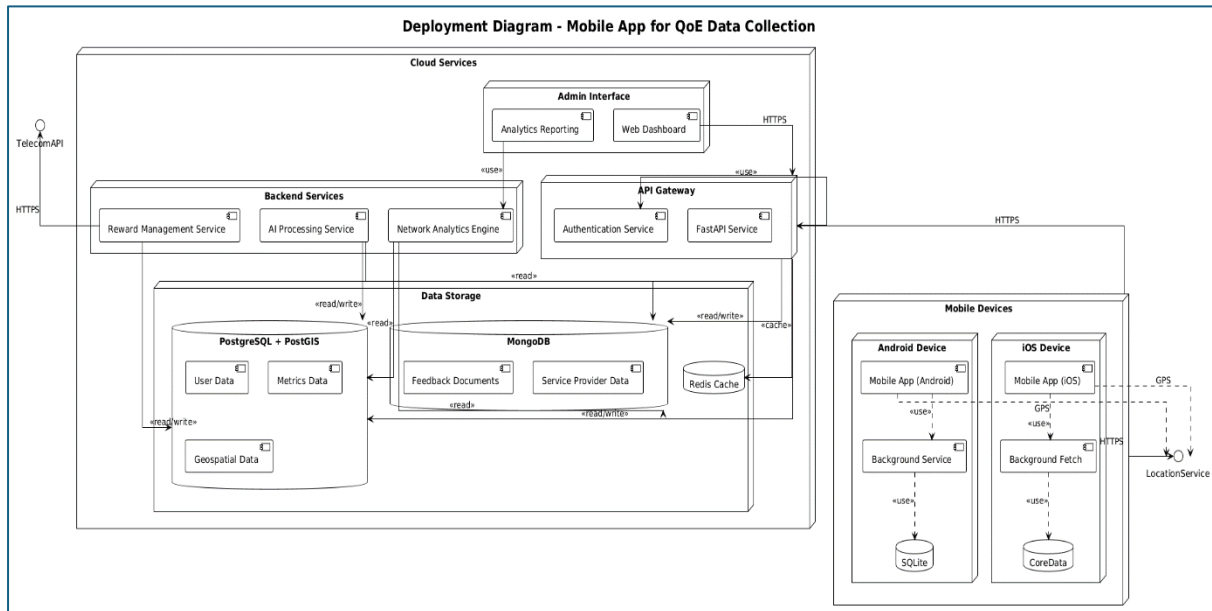 Deployment Diagram - Mobile App for QoE Data Collection
Cloud Services
Admin Interface
Analytics Reporting
Web Dashboard
HTTPS
TelecomAPI
«use»
«use»
Backend Services
API Gateway
HTTPS
Reward Management Service
AI Processing Service
Network Analytics Engine
Authentication Service
FastAPI Service
HTTPS
«read»
Data Storage
«read/write»
«read»
«read/write»
«cache»
Mobile Devices
PostgreSQL + PostGIS
MongoDB
Android Device
iOS Device
User Data
Metrics Data
Feedback Documents
Service Provider Data
Redis Cache
Mobile App (Android)
Mobile App (iOS)
GPS
«read»
«read/write»
«use»
GPS
«read/write»
«use»
HTTPS
Geospatial Data
Background Service
Background Fetch
LocationService
«use»
«use»
SQLite
CoreData